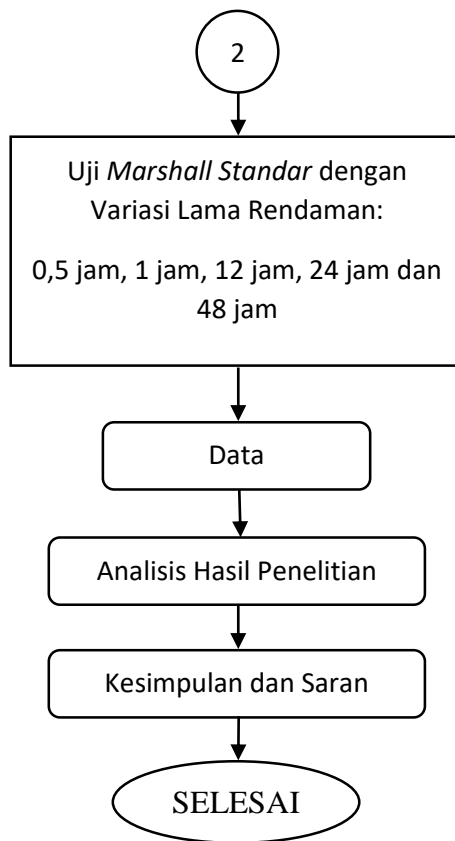 2
Uji Marshall Standar dengan
Variasi Lama Rendaman:
0,5 jam, 1 jam, 12 jam, 24 jam dan
48 jam
Data
Analisis Hasil Penelitian
Kesimpulan dan Saran
SELESAI